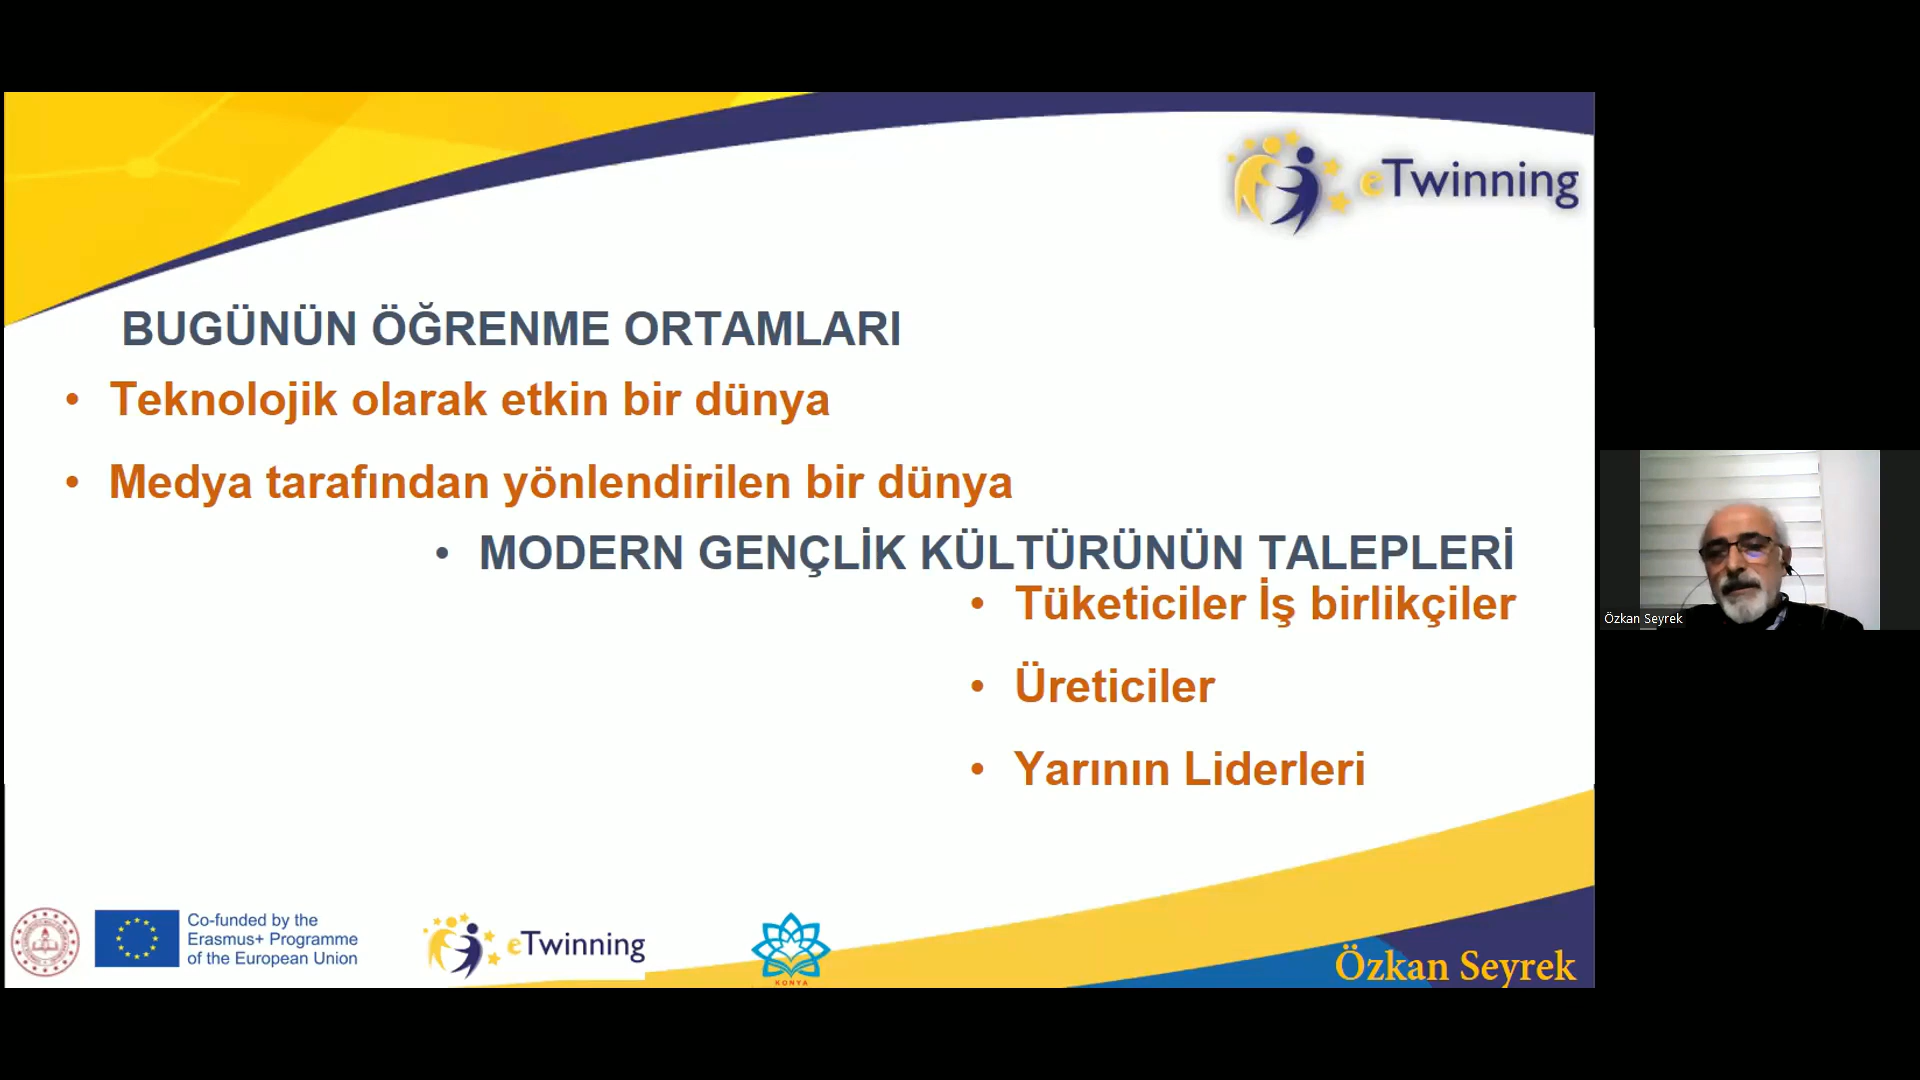 eTwinning
BUGÜNÜN ÖĞRENME ORTAMLARI
• Teknolojik olarak etkin bir dünya
• Medya tarafından yönlendirilen bir dünya
• MODERN GENÇLİK KÜLTÜRÜNÜN TALEPLERİ
• Tüketiciler İş birlikçiler
• Üreticiler
• Yarının Liderleri
Özkan Seyrek
Co-funded by the
Erasmus+ Programme
of the European Union
eTwinning
KONYA
Özkan Seyrek